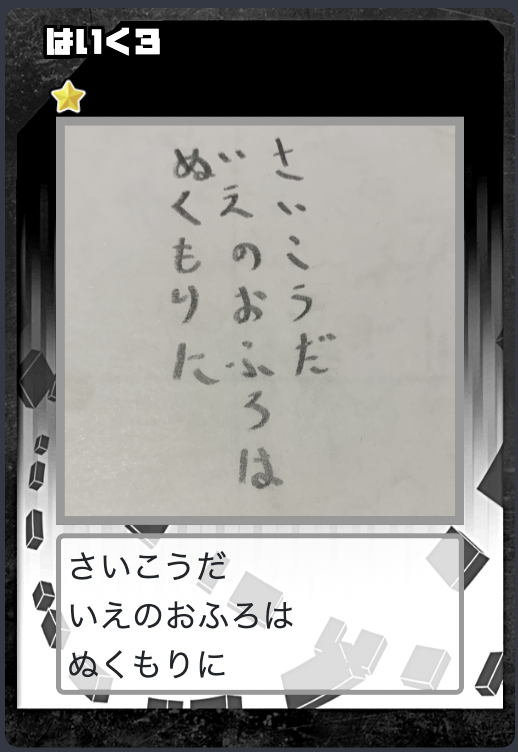 はいく3
さいこうだ
いえのおふろは
ぬくもりに
さいこうだ
いえのおふろは
ぬくもりに